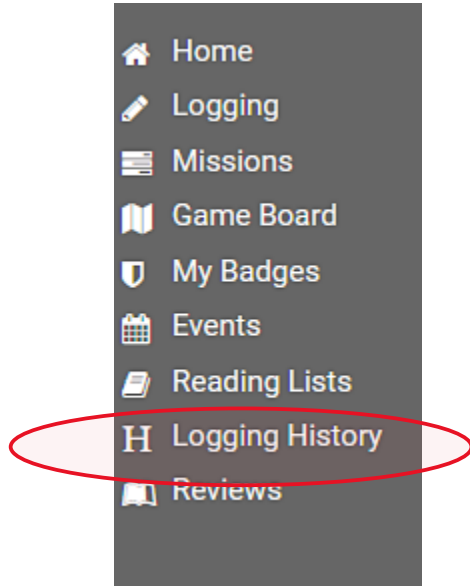 Home
Logging
Missions
Game Board
My Badges
Events
Reading Lists
H Logging History
Reviews